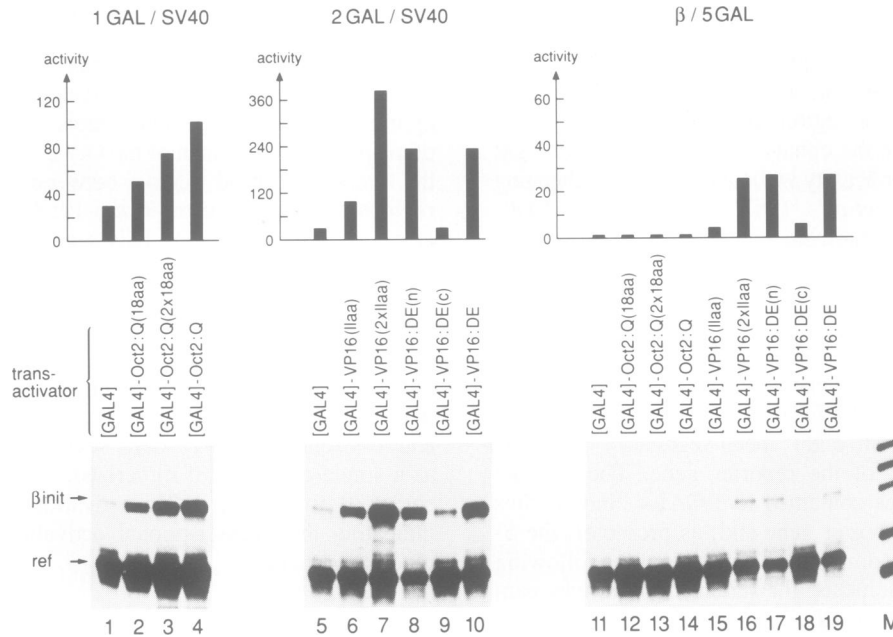 1 GAL / SV40
2 GAL / SV40
β / 5 GAL
activity
activity
activity
120
80
40
0
360
240
120
0
60
40
20
0
trans-
activator
[GAL4]
[GAL4]-Oct2:Q(18aa)
[GAL4]-Oct2:Q(2x18aa)
[GAL4]-Oct2:Q
[GAL4]
[GAL4]-VP16(IIaa)
[GAL4]-VP16(2xIIaa)
[GAL4]-VP16:DE(n)
[GAL4]-VP16:DE(c)
[GAL4]-VP16:DE
[GAL4]
[GAL4]-Oct2:Q(18aa)
[GAL4]-Oct2:Q(2x18aa)
[GAL4]-Oct2:Q
[GAL4]-VP16(IIaa)
[GAL4]-VP16(2xIIaa)
[GAL4]-VP16:DE(n)
[GAL4]-VP16:DE(c)
[GAL4]-VP16:DE
βinit
ref
1 2 3 4
5 6 7 8 9 10
11 12 13 14 15 16 17 18 19 M